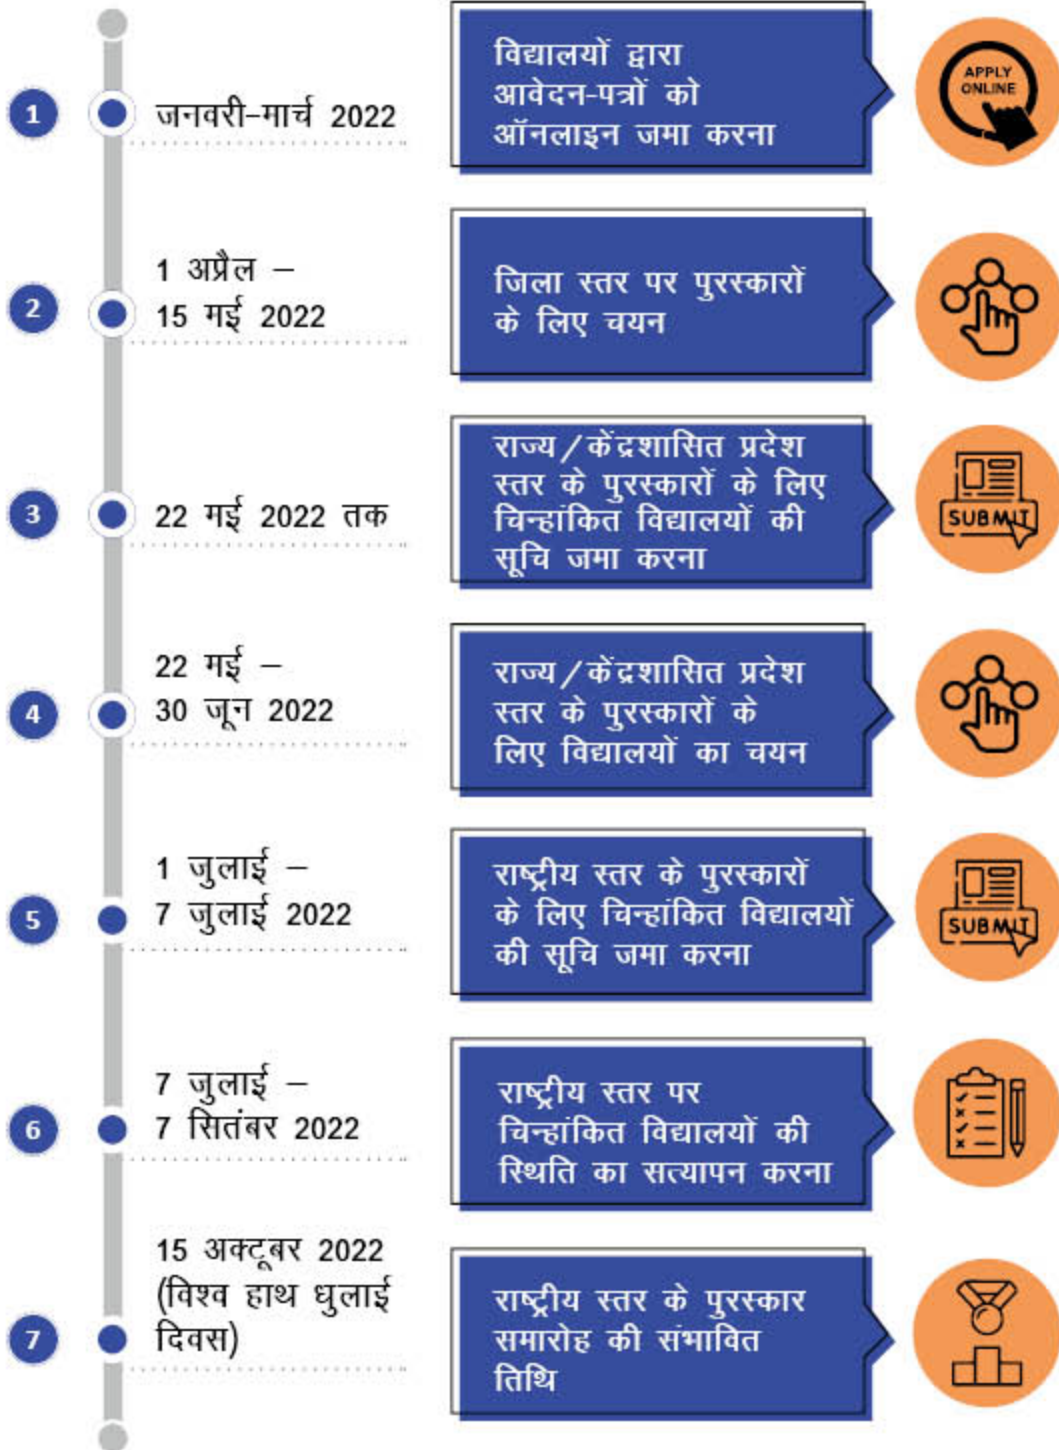 1
जनवरी-मार्च 2022
विद्यालयों द्वारा
आवेदन-पत्रों को
ऑनलाइन जमा करना
APPLY
ONLINE
2
1 अप्रैल –
15 मई 2022
जिला स्तर पर पुरस्कारों
के लिए चयन
3
22 मई 2022 तक
राज्य/केंद्रशासित प्रदेश
स्तर के पुरस्कारों के लिए
चिन्हांकित विद्यालयों की
सूचि जमा करना
SUBMIT
4
22 मई –
30 जून 2022
राज्य/केंद्रशासित प्रदेश
स्तर के पुरस्कारों के
लिए विद्यालयों का चयन
5
1 जुलाई –
7 जुलाई 2022
राष्ट्रीय स्तर के पुरस्कारों
के लिए चिन्हांकित विद्यालयों
की सूचि जमा करना
SUBMIT
6
7 जुलाई –
7 सितंबर 2022
राष्ट्रीय स्तर पर
चिन्हांकित विद्यालयों की
स्थिति का सत्यापन करना
7
15 अक्टूबर 2022
(विश्व हाथ धुलाई
दिवस)
राष्ट्रीय स्तर के पुरस्कार
समारोह की संभावित
तिथि